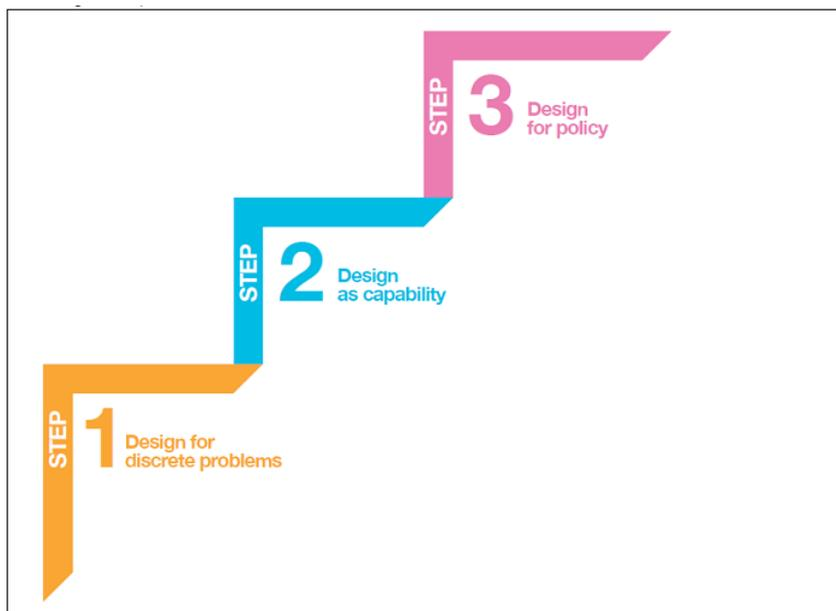 STEP
3
Design
for policy
STEP
2
Design
as capability
STEP
1
Design for
discrete problems